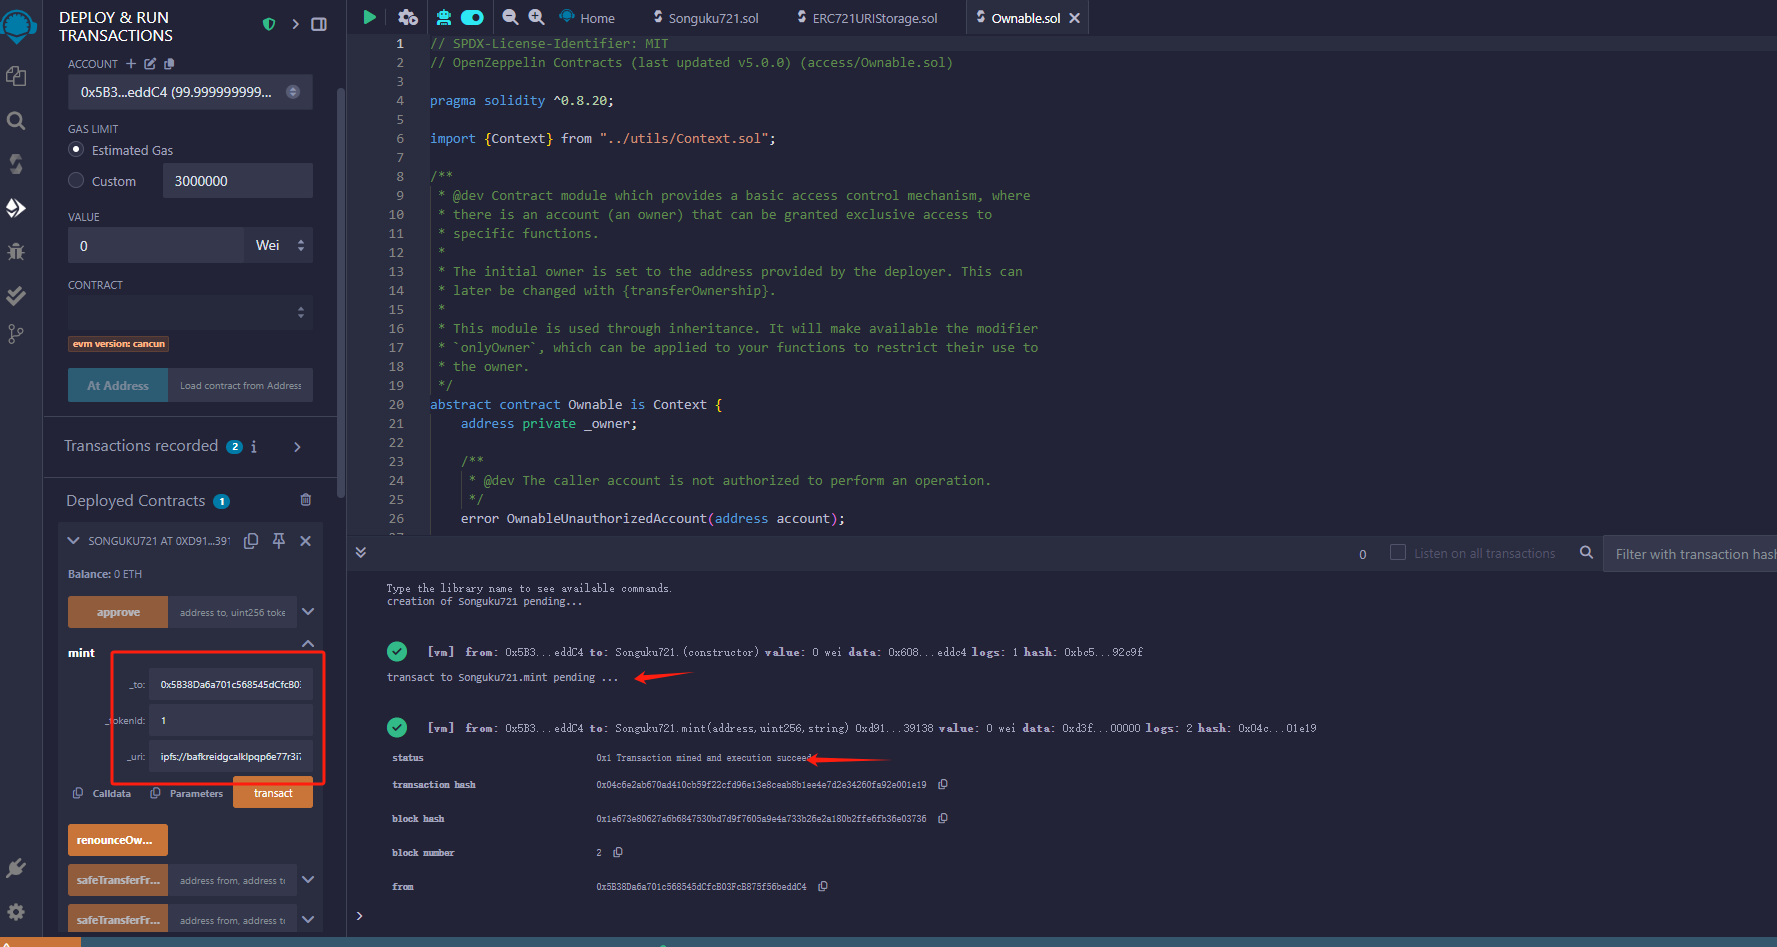 DEPLOY & RUN
TRANSACTIONS
ACCOUNT
0x5B3...eddC4 (99.999999999...
GAS LIMIT
Estimated Gas
Custom
3000000
VALUE
0
Wei
CONTRACT
evm version: cancun
At Address
Load contract from Address
Transactions recorded 2 i
Deployed Contracts 1
SONGUKU721 AT 0XD91...391
Balance: 0 ETH
approve
address to, uint256 toke
mint
_to:
0x5B38Da6a701c568545dCfcB03
_tokenId:
1
_uri:
ipfs://bafkreidgcalklpqp6e77r3i7
Calldata
Parameters
transact
renounceOw...
safeTransferFr...
address from, address to
safeTransferFr...
address from, address to
Home
Songuku721.sol
ERC721URIStorage.sol
Ownable.sol
1 // SPDX-License-Identifier: MIT
2 // OpenZeppelin Contracts (last updated v5.0.0) (access/Ownable.sol)
3
4 pragma solidity ^0.8.20;
5
6 import {Context} from "../utils/Context.sol";
7
8 /**
9 * @dev Contract module which provides a basic access control mechanism, where
10 * there is an account (an owner) that can be granted exclusive access to
11 * specific functions.
12 *
13 * The initial owner is set to the address provided by the deployer. This can
14 * later be changed with {transferOwnership}.
15 *
16 * This module is used through inheritance. It will make available the modifier
17 * `onlyOwner`, which can be applied to your functions to restrict their use to
18 * the owner.
19 */
20 abstract contract Ownable is Context {
21 address private _owner;
22
23 /**
24 * @dev The caller account is not authorized to perform an operation.
25 */
26 error OwnableUnauthorizedAccount(address account);
0
Listen on all transactions
Filter with transaction hash
Type the library name to see available commands.
creation of Songuku721 pending...
[vm] from: 0x5B3...eddC4 to: Songuku721.(constructor) value: 0 wei data: 0x608...eddc4 logs: 1 hash: 0xbc5...92c9f
transact to Songuku721.mint pending ...
[vm] from: 0x5B3...eddC4 to: Songuku721.mint(address,uint256,string) 0xd91...39138 value: 0 wei data: 0xd3f...00000 logs: 2 hash: 0x04c...01e19
status 0x1 Transaction mined and execution succeed
transaction hash 0x04c6e2ab670ad410cb59f22cfd96e13e8ceab8b1ee4e7d2e34260fa92e001e19
block hash 0x1e673e80627a6b6847530bd7d9f7605a9e4a733b26e2a180b2ffe6fb36e03736
block number 2
from 0x5B38Da6a701c568545dCfcB03FcB875f56beddC4